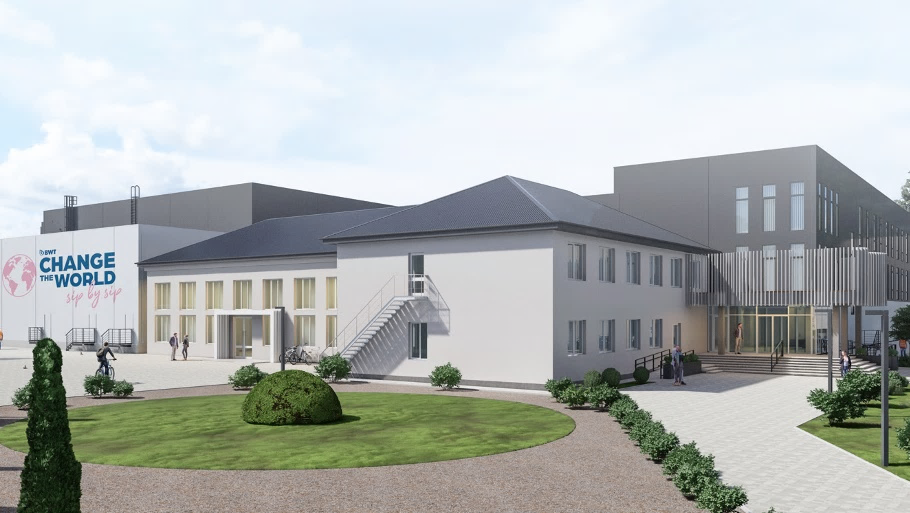 BWT
CHANGE
THE WORLD
sip by sip